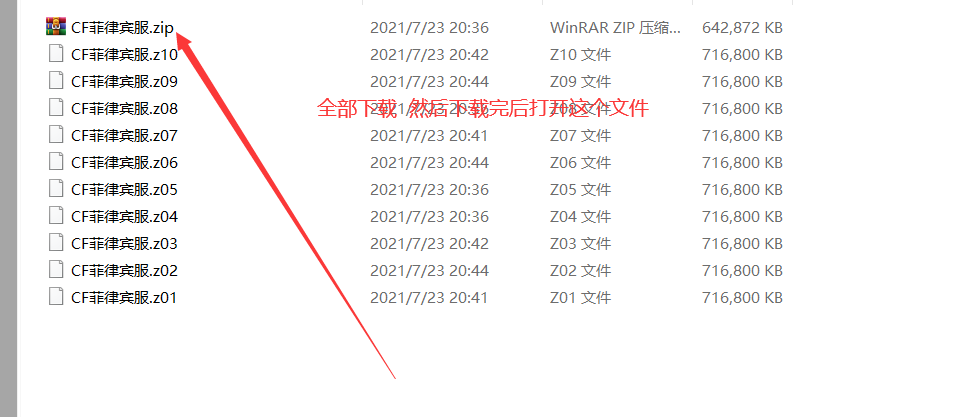 CF菲律宾服.zip 2021/7/23 20:36 WinRAR ZIP 压缩... 642,872 KB
CF菲律宾服.z10 2021/7/23 20:42 Z10 文件 716,800 KB
CF菲律宾服.z09 2021/7/23 20:44 Z09 文件 716,800 KB
CF菲律宾服.z08 2021/7/23 Z08 文件 716,800 KB
全部下载 然后下载完后打开这个文件
CF菲律宾服.z07 2021/7/23 20:41 Z07 文件 716,800 KB
CF菲律宾服.z06 2021/7/23 20:44 Z06 文件 716,800 KB
CF菲律宾服.z05 2021/7/23 20:36 Z05 文件 716,800 KB
CF菲律宾服.z04 2021/7/23 20:36 Z04 文件 716,800 KB
CF菲律宾服.z03 2021/7/23 20:42 Z03 文件 716,800 KB
CF菲律宾服.z02 2021/7/23 20:44 Z02 文件 716,800 KB
CF菲律宾服.z01 2021/7/23 20:41 Z01 文件 716,800 KB